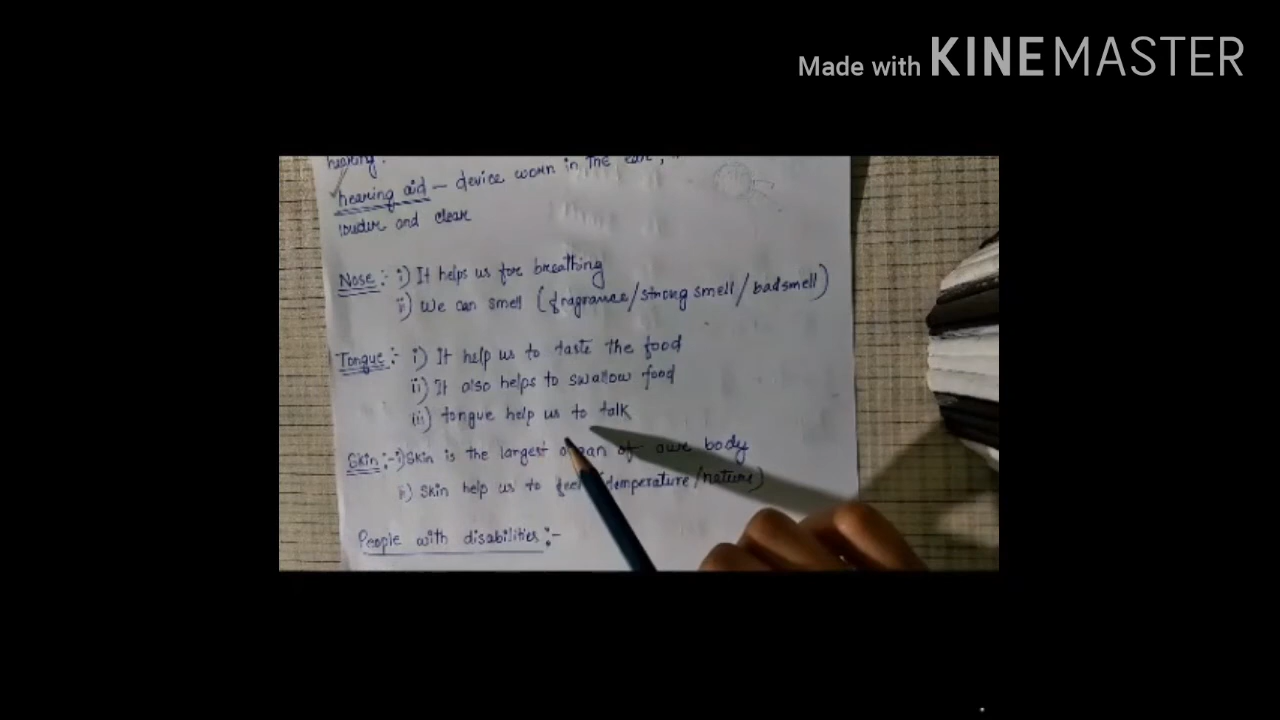 Made with KINEMASTER
hearing.
hearing aid – device worn in the ear,
louder and clear
Nose :- i) It helps us for breathing
ii) We can smell (fragrance/strong smell/badsmell)
Tongue :- i) It help us to taste the food
ii) It also helps to swallow food
iii) tongue help us to talk
Skin :- i) Skin is the largest organ of owr body
ii) Skin help us to feel (temperature/nature)
People with disabilities :-